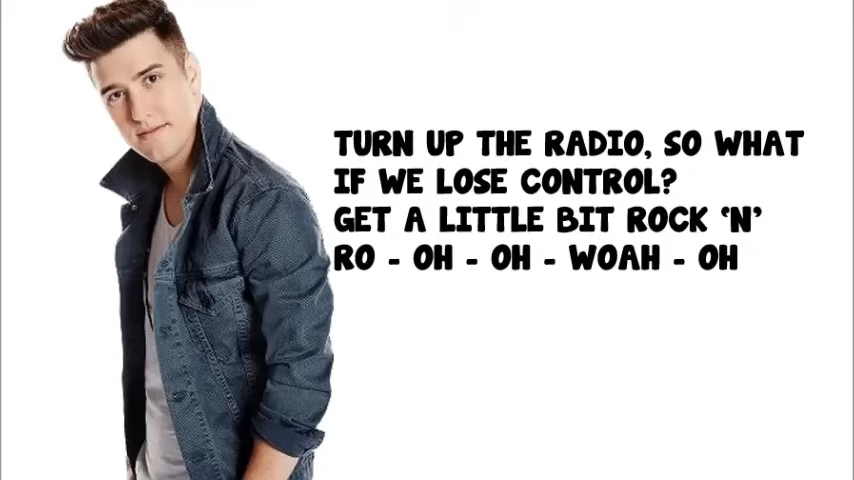 TURN UP THE RADIO, SO WHAT
IF WE LOSE CONTROL?
GET A LITTLE BIT ROCK ‘N’
RO - OH - OH - WOAH - OH